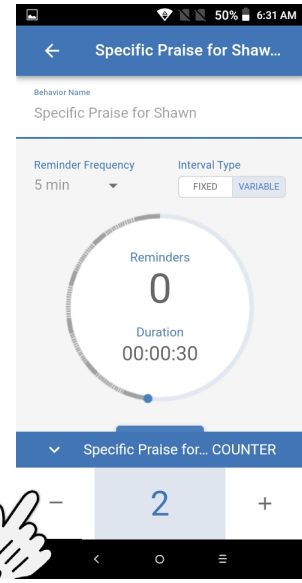 50% 6:31 AM
Specific Praise for Shaw...
Behavior Name
Specific Praise for Shawn
Reminder Frequency
Interval Type
5 min
FIXED VARIABLE
Reminders
0
Duration
00:00:30
Specific Praise for... COUNTER
− 2 +